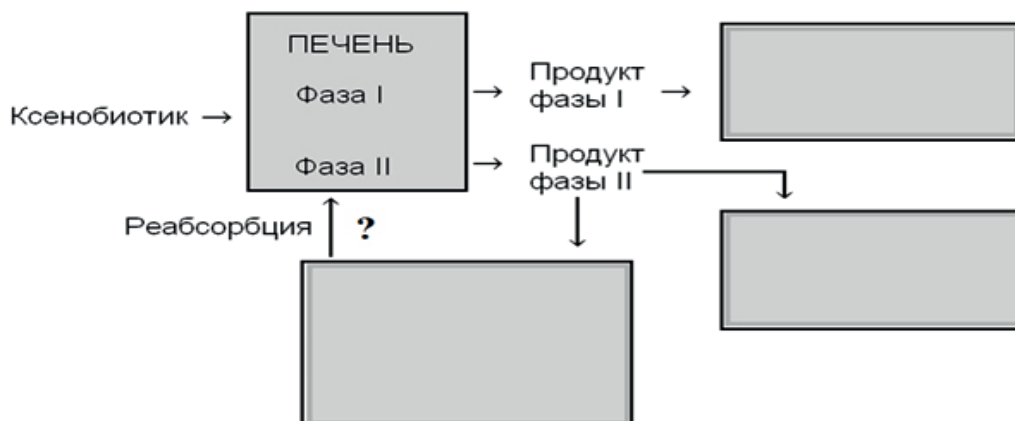 ПЕЧЕНЬ
Фаза I
Фаза II
Ксенобиотик →
→ Продукт фазы I →
→ Продукт фазы II
Реабсорбция
?